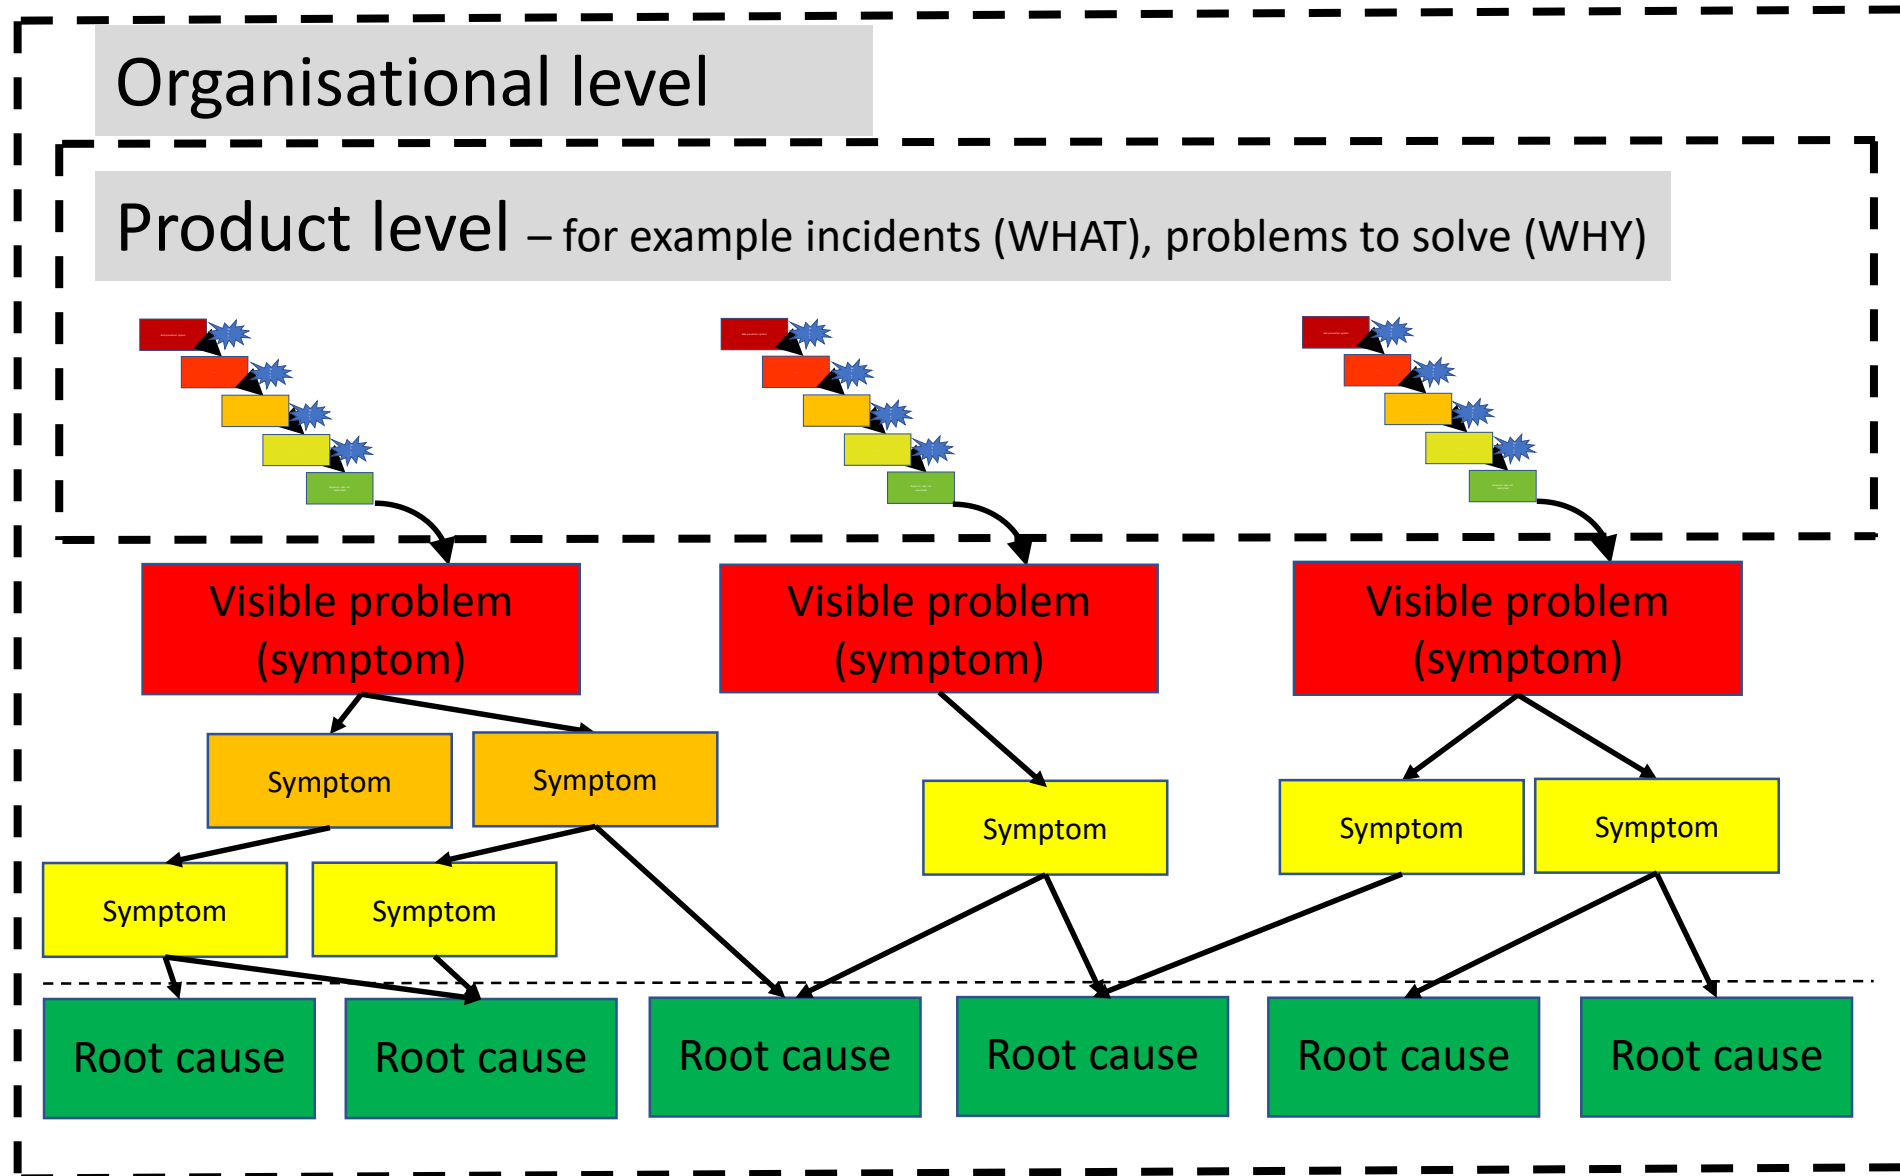 Organisational level
Product level – for example incidents (WHAT), problems to solve (WHY)
Visible problem
(symptom)
Visible problem
(symptom)
Visible problem
(symptom)
Symptom
Symptom
Symptom
Symptom
Symptom
Symptom
Symptom
Root cause
Root cause
Root cause
Root cause
Root cause
Root cause